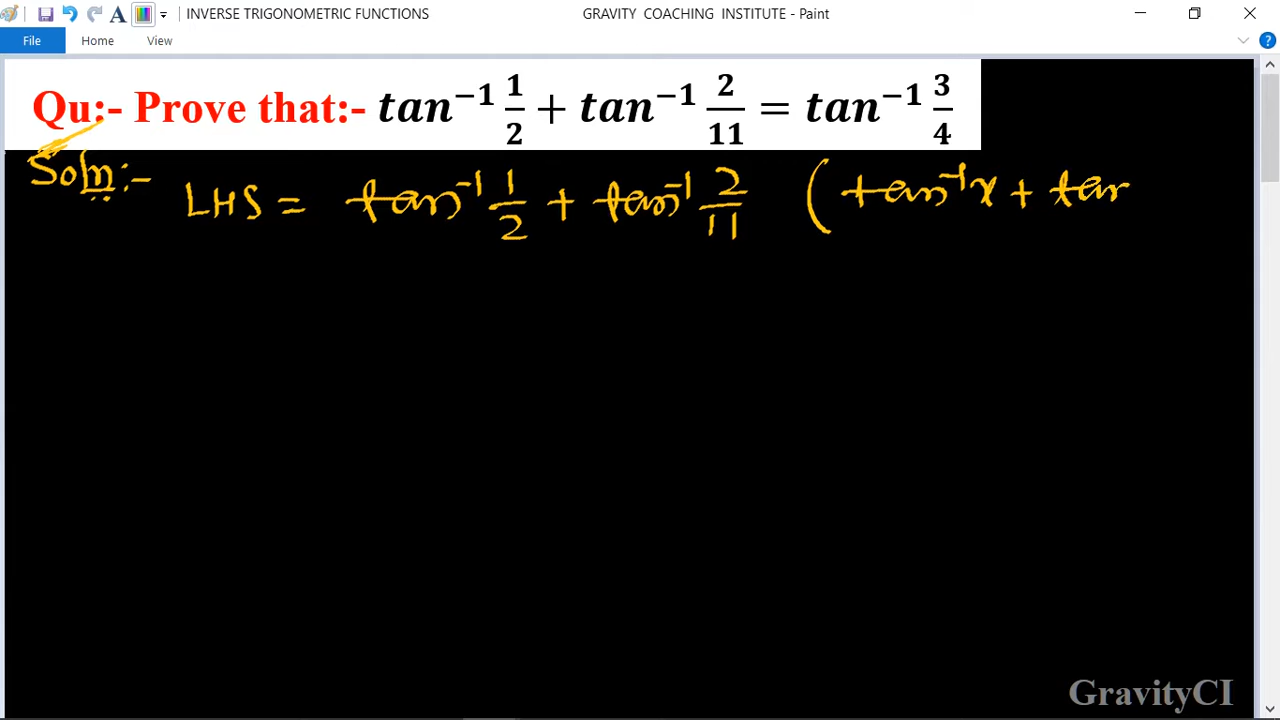 INVERSE TRIGONOMETRIC FUNCTIONS GRAVITY COACHING INSTITUTE - Paint
File Home View
Qu:- Prove that:- tan⁻¹ 1/2 + tan⁻¹ 2/11 = tan⁻¹ 3/4
Soln:- LHS = tan⁻¹ 1/2 + tan⁻¹ 2/11 (tan⁻¹x + tan
GravityCI